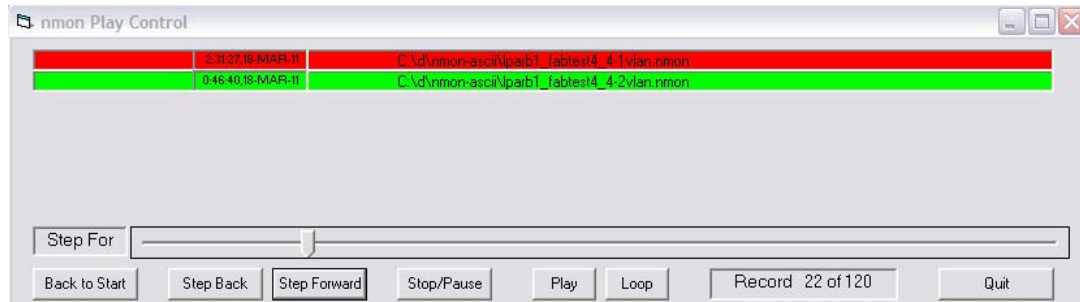 nmon Play Control
2:31:27,18-MAR-11 C:\d\nmon-ascii\lparb1_fabtest4_4-1vlan.nmon
0:46:40,18-MAR-11 C:\d\nmon-ascii\lparb1_fabtest4_4-2vlan.nmon
Step For
Back to Start Step Back Step Forward Stop/Pause Play Loop Record 22 of 120 Quit